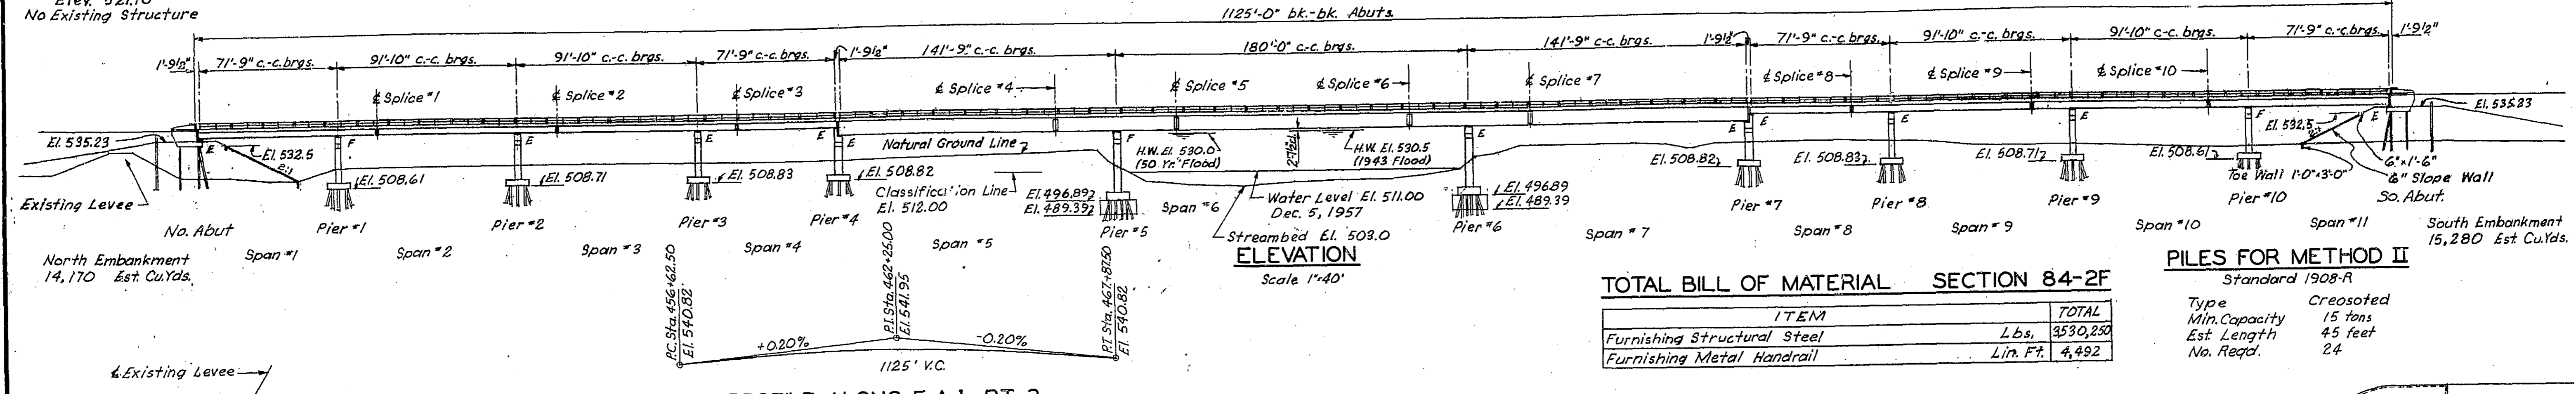 No Existing Structure
1125'-0" bk.-bk. Abuts.
1'-9½" 71'-9" c.-c. brgs. 91'-10" c.-c. brgs. 91'-10" c.-c. brgs. 71'-9" c.-c. brgs. 1'-9½" 141'-9" c.-c. brgs. 180'-0" c.-c. brgs. 141'-9" c.-c. brgs. 1'-9½" 71'-9" c.-c. brgs. 91'-10" c.-c. brgs. 91'-10" c.-c. brgs. 71'-9" c.-c. brgs. 1'-9½"
℄ Splice #1 ℄ Splice #2 ℄ Splice #3 ℄ Splice #4 ℄ Splice #5 ℄ Splice #6 ℄ Splice #7 ℄ Splice #8 ℄ Splice #9 ℄ Splice #10
El. 535.23 E El. 532.5 2:1 F E E E F E E E E F El. 532.5 E El. 535.23
Natural Ground Line
H.W. El. 530.0
(50 Yr. Flood)
H.W. El. 530.5
(1943 Flood)
El. 508.61 El. 508.71 El. 508.83 El. 508.82
El. 508.82 El. 508.83 El. 508.71 El. 508.61
6"x1'-6"
6" Slope Wall
Toe Wall 1'-0"x3'-0"
Classification Line
El. 512.00
El. 496.89
El. 489.39
Water Level El. 511.00
Dec. 5, 1957
El. 496.89
El. 489.39
Streambed El. 503.0
Existing Levee
No. Abut Pier #1 Pier #2 Pier #3 Pier #4 Pier #5 Pier #6 Pier #7 Pier #8 Pier #9 Pier #10 So. Abut.
Span #1 Span #2 Span #3 Span #4 Span #5 Span #6 Span #7 Span #8 Span #9 Span #10 Span #11
North Embankment
14,170 Est. Cu.Yds.
South Embankment
15,280 Est Cu.Yds.
ELEVATION
Scale 1"=40'
P.C. Sta. 456+62.50
El. 540.82
P.I. Sta. 462+25.00
El. 541.95
P.T. Sta. 467+87.50
El. 540.82
+0.20% -0.20%
1125' V.C.
TOTAL BILL OF MATERIAL SECTION 84-2F
ITEM TOTAL
Furnishing Structural Steel Lbs. 3530,250
Furnishing Metal Handrail Lin. Ft. 4,492
PILES FOR METHOD II
Standard 1908-R
Type Creosoted
Min. Capacity 15 tons
Est Length 45 feet
No. Reqd. 24
℄ Existing Levee